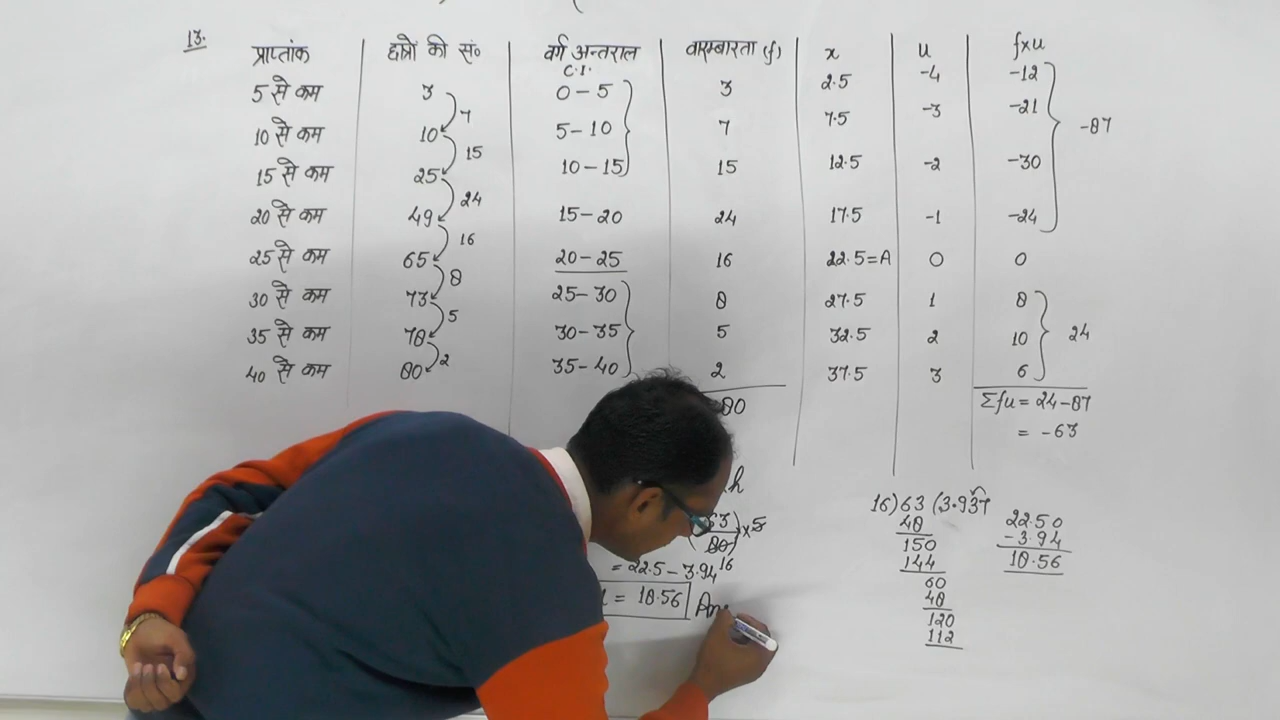 13.
प्राप्तांक छात्रों की सं० वर्ग अन्तराल बारम्बारता (f) x u f×u
C.I.
5 से कम 3 0-5 3 2.5 -4 -12
7
10 से कम 10 5-10 7 7.5 -3 -21 -87
15
15 से कम 25 10-15 15 12.5 -2 -30
24
20 से कम 49 15-20 24 17.5 -1 -24
16
25 से कम 65 20-25 16 22.5=A 0 0
8
30 से कम 73 25-30 8 27.5 1 8
5
35 से कम 78 30-35 5 32.5 2 10 24
2
40 से कम 80 35-40 2 37.5 3 6
80 Σfu = 24-87
= -63
h
63
80 ×5
16
= 22.5-3.94
= 18.56 Ans
16)63(3.937
48
150
144
60
48
120
112
22.50
-3.94
18.56